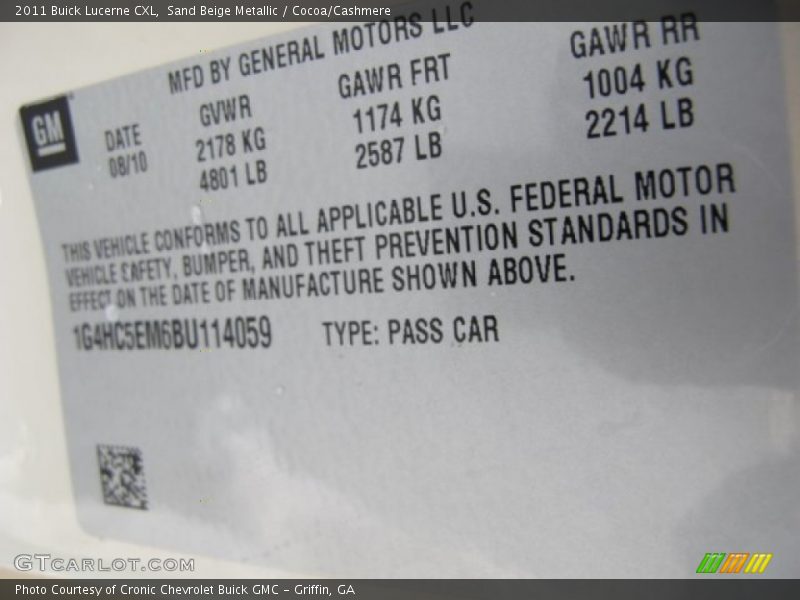 2011 Buick Lucerne CXL, Sand Beige Metallic / Cocoa/Cashmere
MFD BY GENERAL MOTORS LLC
GM
DATE GVWR GAWR FRT GAWR RR
08/10 2178 KG 1174 KG 1004 KG
4801 LB 2587 LB 2214 LB
THIS VEHICLE CONFORMS TO ALL APPLICABLE U.S. FEDERAL MOTOR
VEHICLE SAFETY, BUMPER, AND THEFT PREVENTION STANDARDS IN
EFFECT ON THE DATE OF MANUFACTURE SHOWN ABOVE.
1G4HC5EM6BU114059 TYPE: PASS CAR
GTCARLOT.COM
Photo Courtesy of Cronic Chevrolet Buick GMC – Griffin, GA